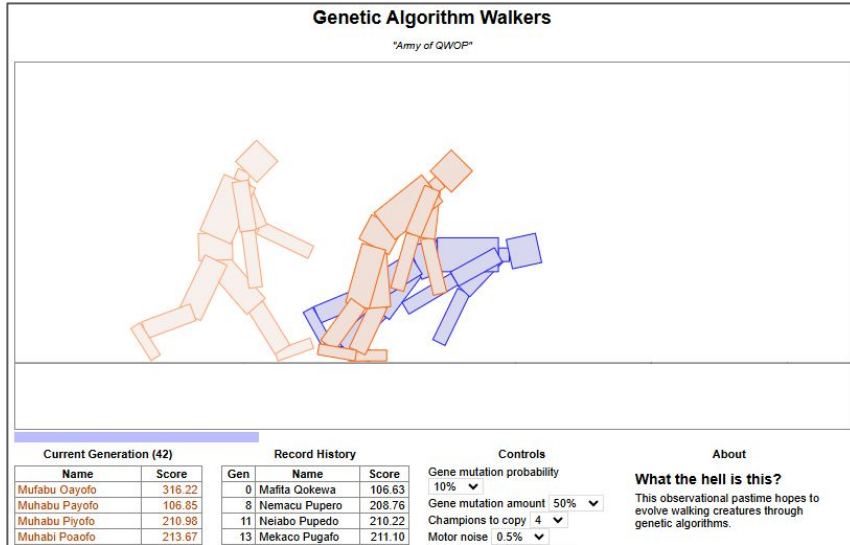 Genetic Algorithm Walkers
"Army of QWOP"
Current Generation (42)
Name Score
Mufabu Oayofo 316.22
Muhabu Payofo 106.85
Muhabu Piyofo 210.98
Muhabi Poaofo 213.67
Record History
Gen Name Score
0 Mafita Qokewa 106.63
8 Nemacu Pupero 208.76
11 Neiabo Pupedo 210.22
13 Mekaco Pugafo 211.10
Controls
Gene mutation probability
10%
Gene mutation amount 50%
Champions to copy 4
Motor noise 0.5%
About
What the hell is this?
This observational pastime hopes to
evolve walking creatures through
genetic algorithms.